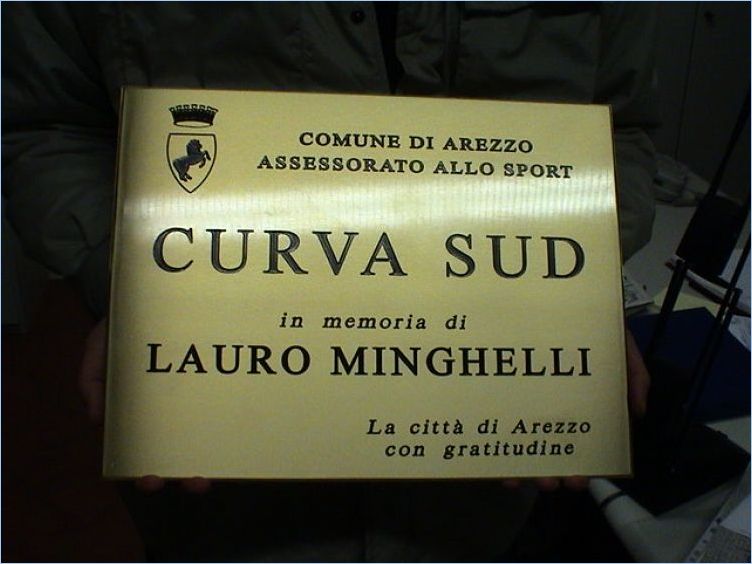 COMUNE DI AREZZO
ASSESSORATO ALLO SPORT
CURVA SUD
in memoria di
LAURO MINGHELLI
La città di Arezzo
con gratitudine